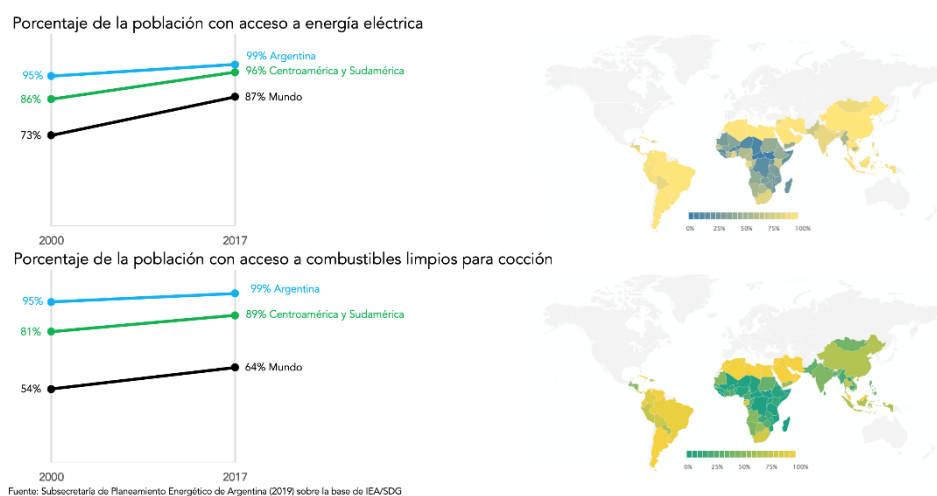 Porcentaje de la población con acceso a energía eléctrica
99% Argentina
95%
96% Centroamérica y Sudamérica
86%
87% Mundo
73%
2000 2017
0% 25% 50% 75% 100%
Porcentaje de la población con acceso a combustibles limpios para cocción
99% Argentina
95%
89% Centroamérica y Sudamérica
81%
64% Mundo
54%
2000 2017
0% 25% 50% 75% 100%
Fuente: Subsecretaría de Planeamiento Energético de Argentina (2019) sobre la base de IEA/SDG